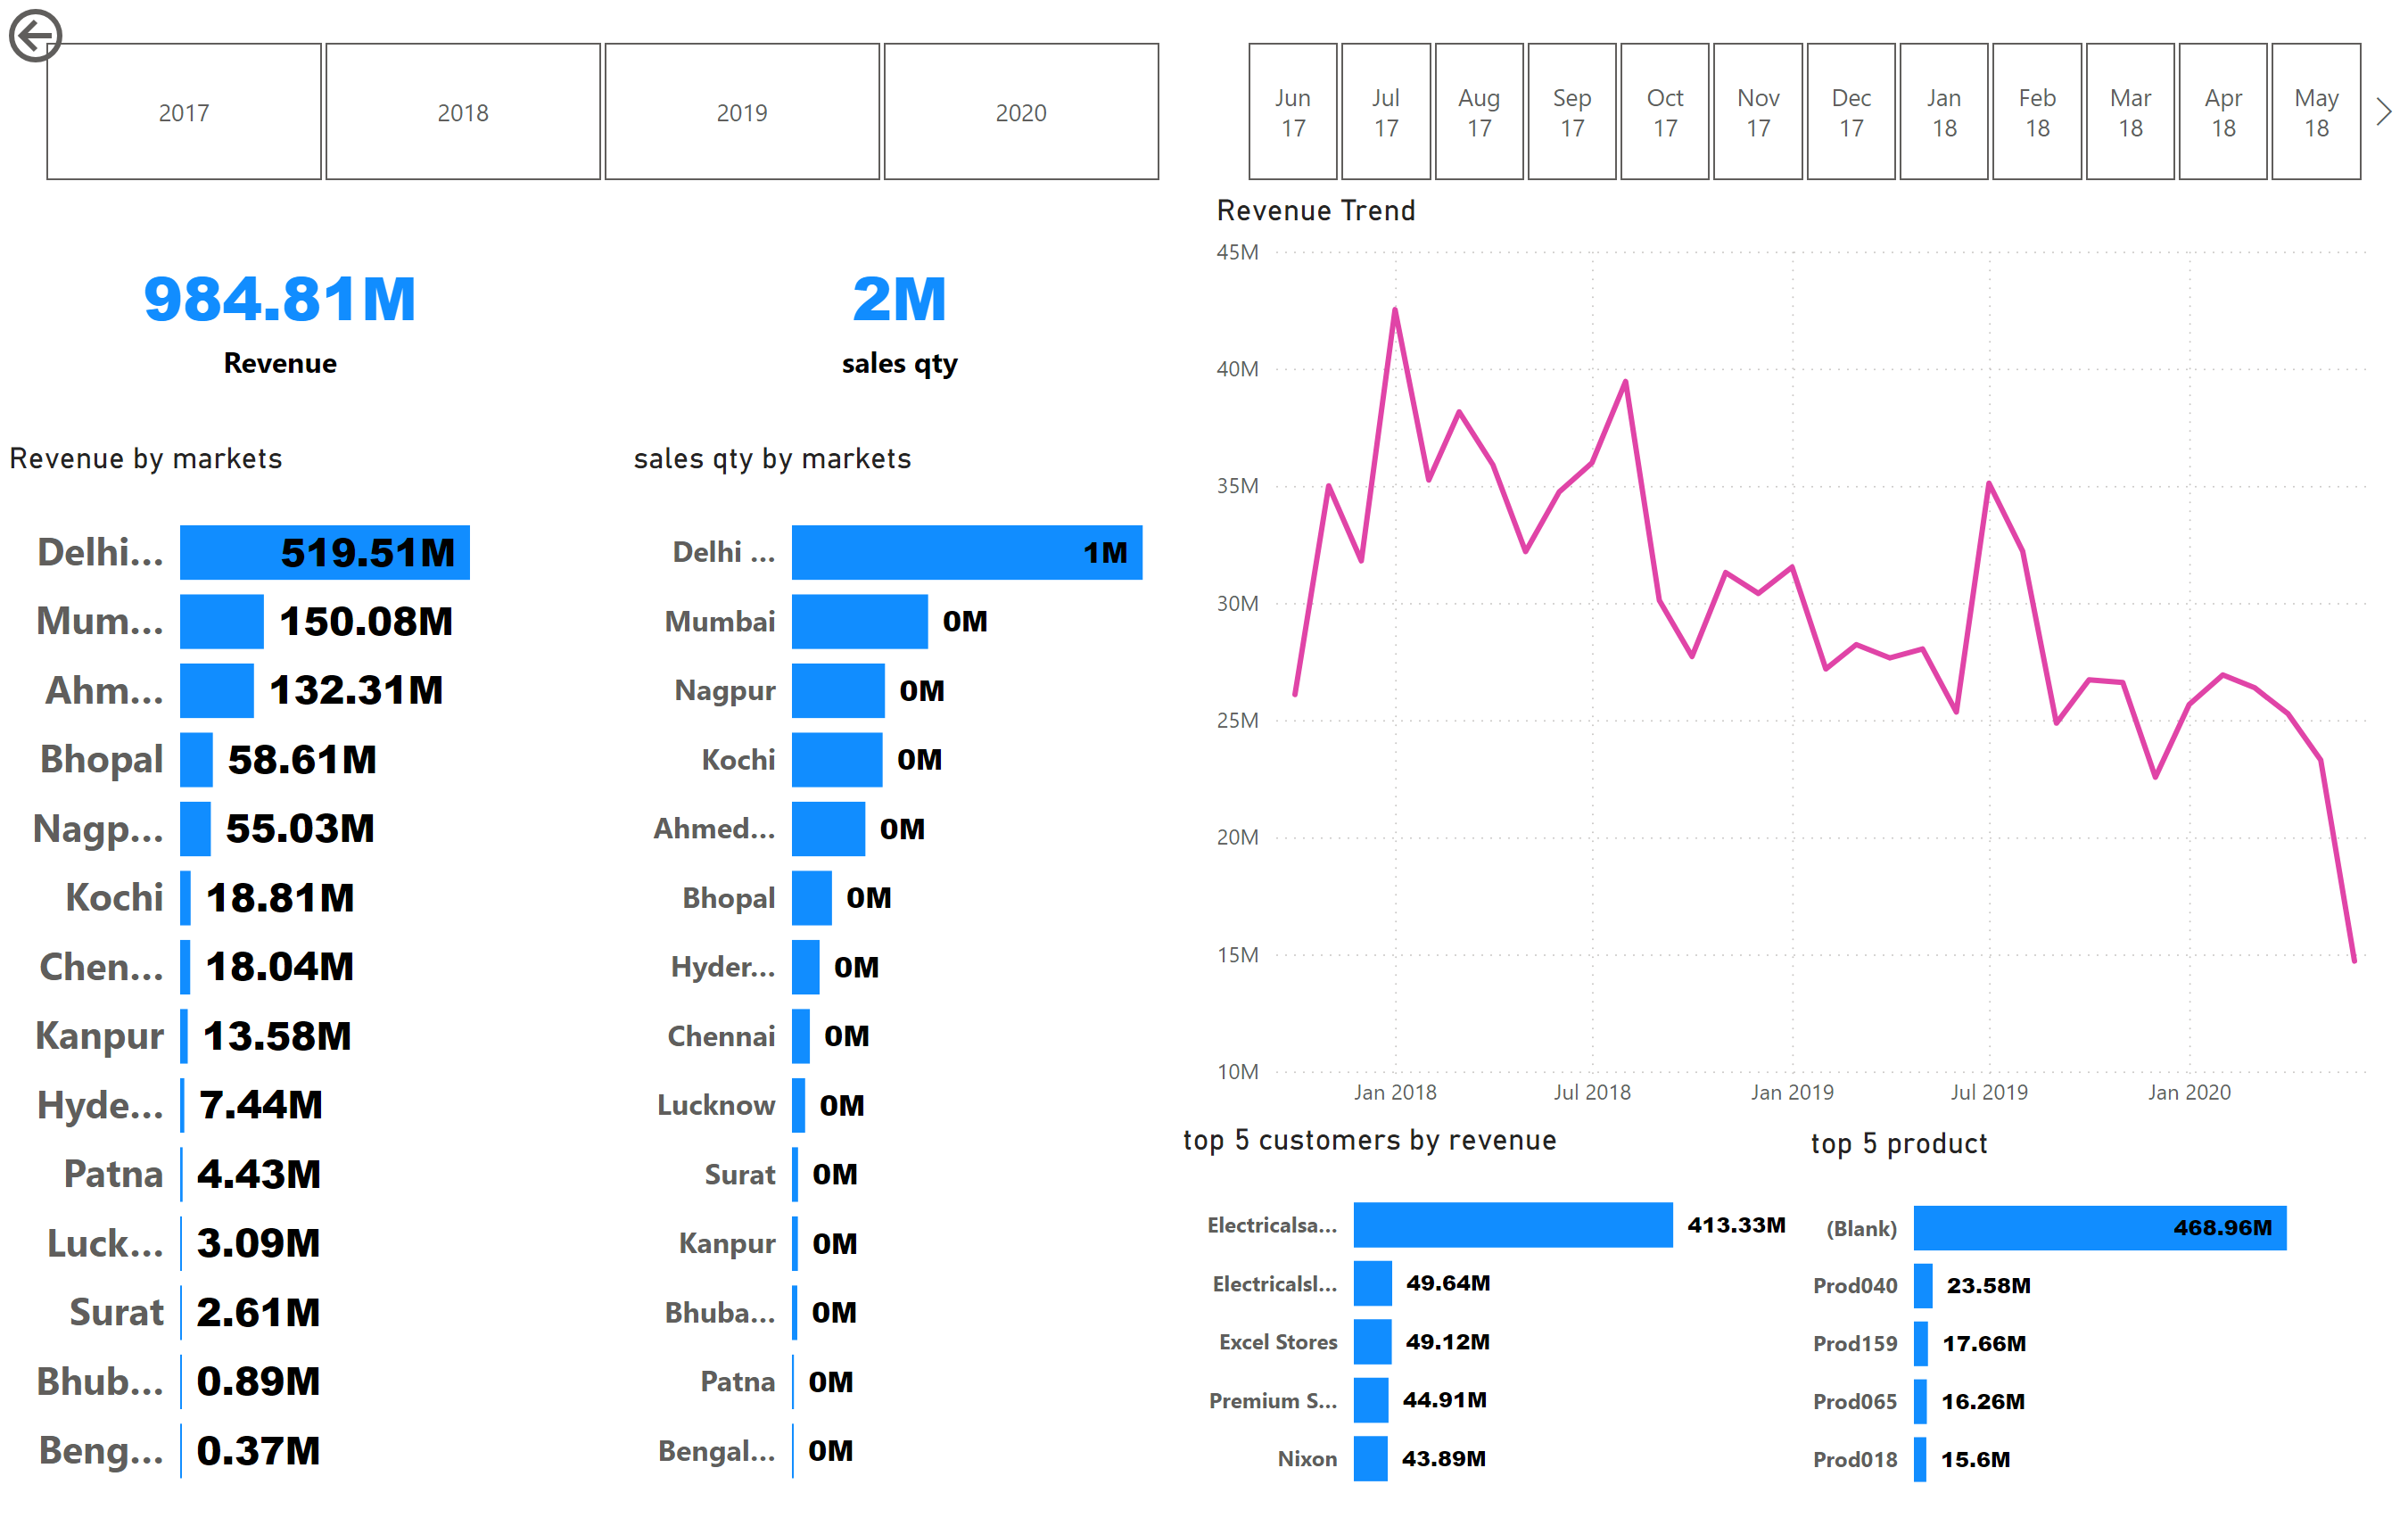 2017
2018
2019
2020
Jun
17
Jul
17
Aug
17
Sep
17
Oct
17
Nov
17
Dec
17
Jan
18
Feb
18
Mar
18
Apr
18
May
18
984.81M
Revenue
2M
sales qty
Revenue by markets
Delhi... 519.51M
Mum... 150.08M
Ahm... 132.31M
Bhopal 58.61M
Nagp... 55.03M
Kochi 18.81M
Chen... 18.04M
Kanpur 13.58M
Hyde... 7.44M
Patna 4.43M
Luck... 3.09M
Surat 2.61M
Bhub... 0.89M
Beng... 0.37M
sales qty by markets
Delhi ... 1M
Mumbai 0M
Nagpur 0M
Kochi 0M
Ahmed... 0M
Bhopal 0M
Hyder... 0M
Chennai 0M
Lucknow 0M
Surat 0M
Kanpur 0M
Bhuba... 0M
Patna 0M
Bengal... 0M
Revenue Trend
45M
40M
35M
30M
25M
20M
15M
10M
Jan 2018 Jul 2018 Jan 2019 Jul 2019 Jan 2020
top 5 customers by revenue
Electricalsa... 413.33M
Electricalsl... 49.64M
Excel Stores 49.12M
Premium S... 44.91M
Nixon 43.89M
top 5 product
(Blank) 468.96M
Prod040 23.58M
Prod159 17.66M
Prod065 16.26M
Prod018 15.6M